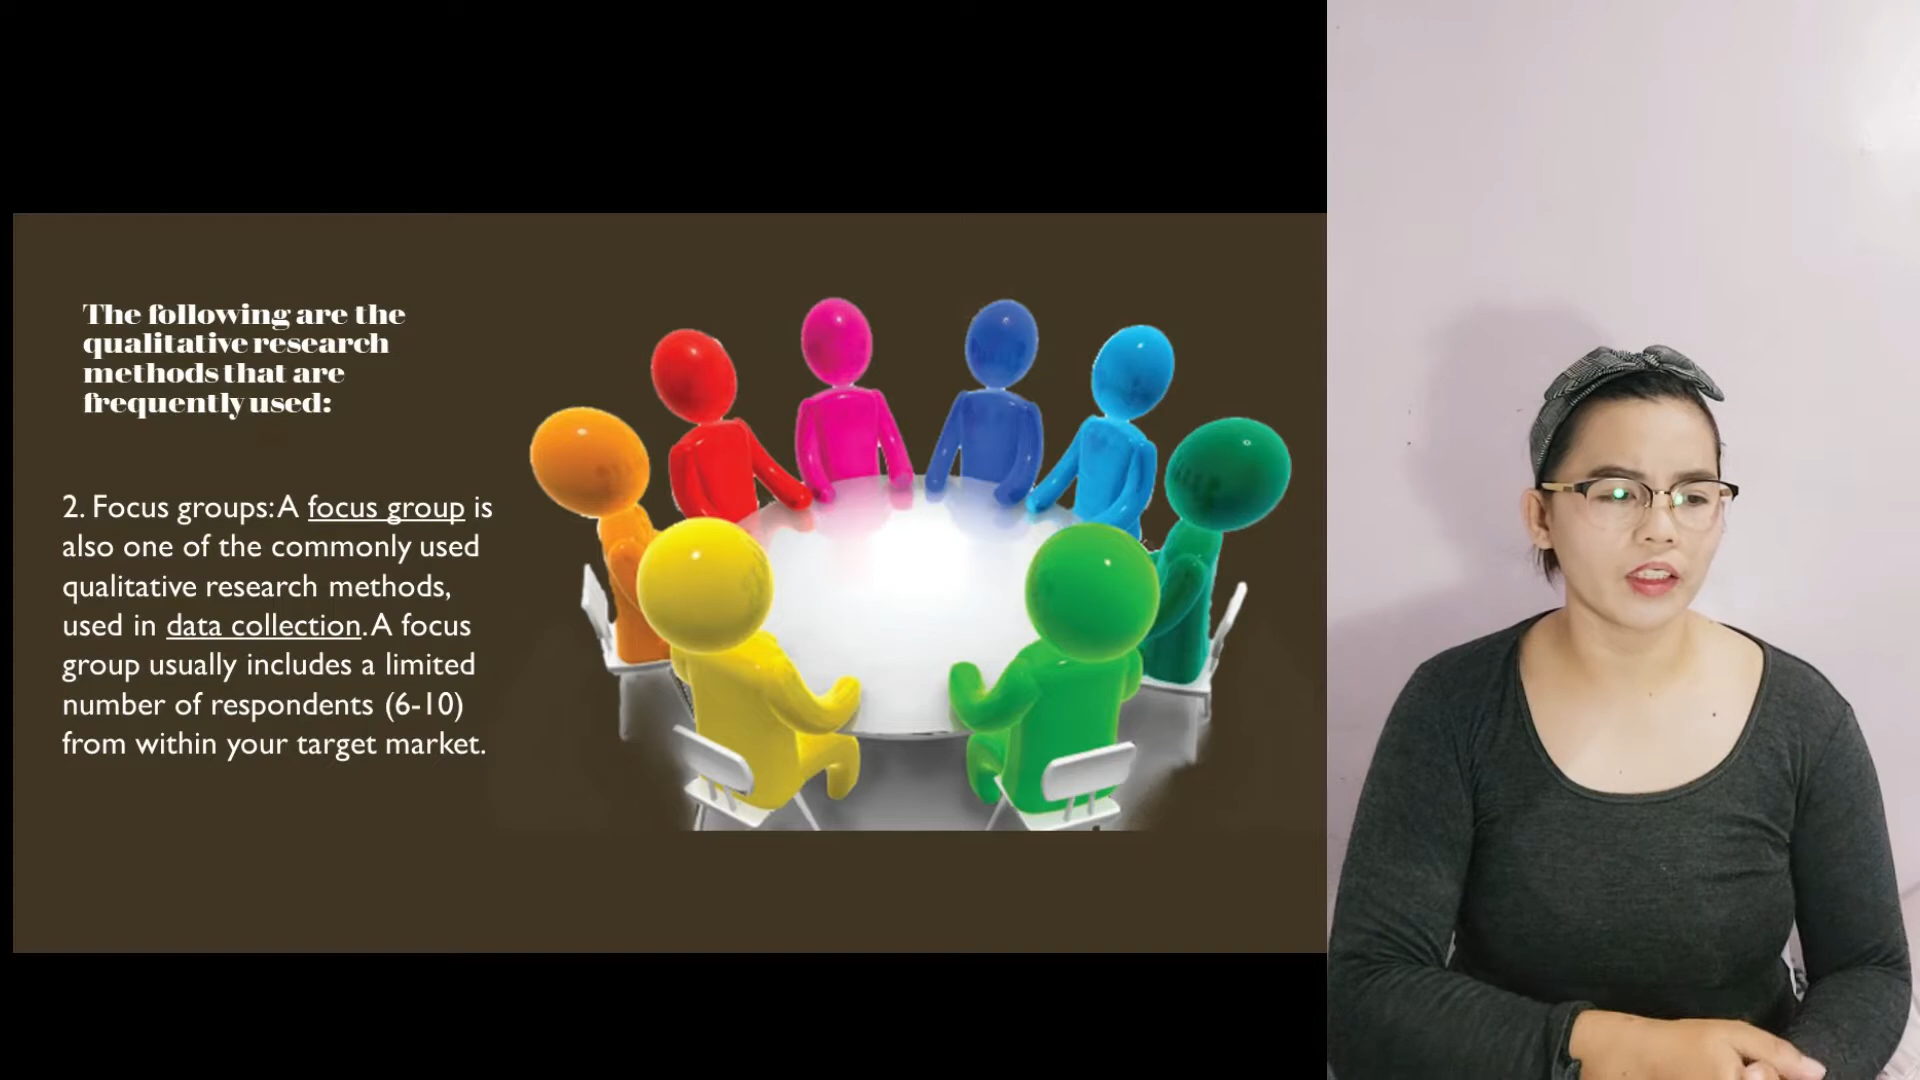 The following are the
qualitative research
methods that are
frequently used:
2. Focus groups: A focus group is
also one of the commonly used
qualitative research methods,
used in data collection. A focus
group usually includes a limited
number of respondents (6-10)
from within your target market.